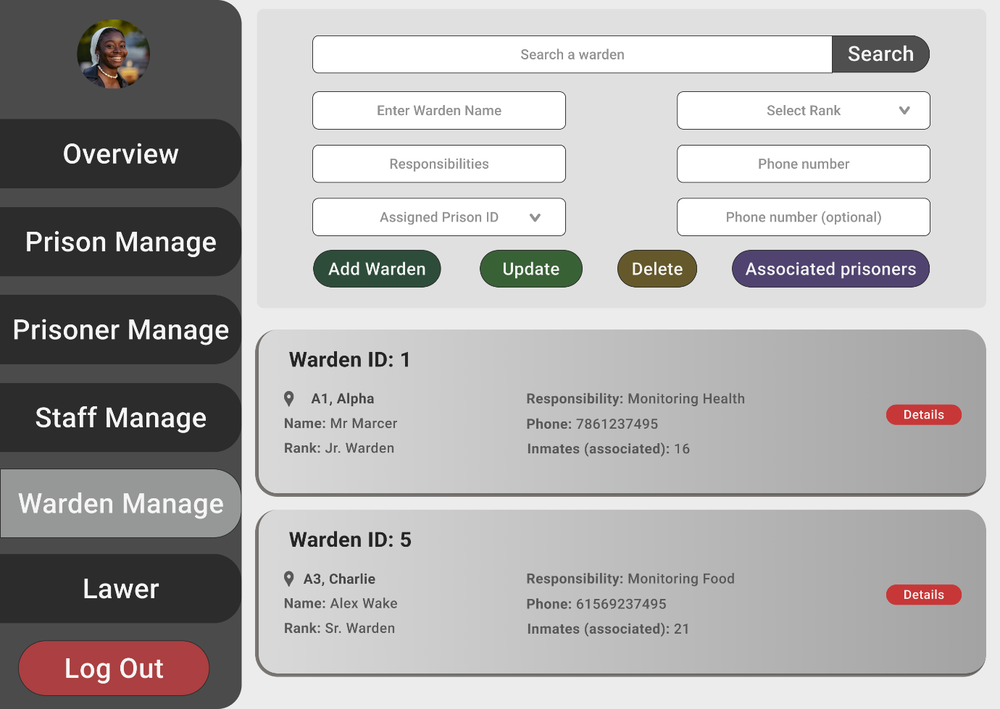 Overview
Prison Manage
Prisoner Manage
Staff Manage
Warden Manage
Lawer
Log Out
Search a warden
Search
Enter Warden Name
Select Rank
Responsibilities
Phone number
Assigned Prison ID
Phone number (optional)
Add Warden
Update
Delete
Associated prisoners
Warden ID: 1
A1, Alpha
Name: Mr Marcer
Rank: Jr. Warden
Responsibility: Monitoring Health
Phone: 7861237495
Inmates (associated): 16
Details
Warden ID: 5
A3, Charlie
Name: Alex Wake
Rank: Sr. Warden
Responsibility: Monitoring Food
Phone: 61569237495
Inmates (associated): 21
Details